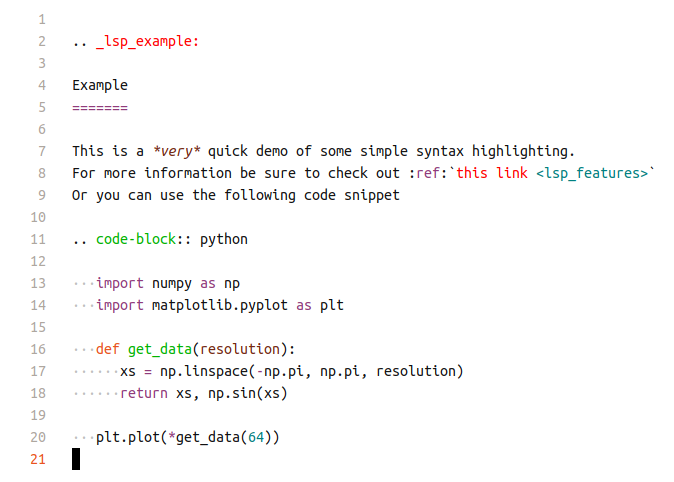 1
2 .. _lsp_example:
3
4 Example
5 =======
6
7 This is a *very* quick demo of some simple syntax highlighting.
8 For more information be sure to check out :ref:`this link <lsp_features>`
9 Or you can use the following code snippet
10
11 .. code-block:: python
12
13 ···import numpy as np
14 ···import matplotlib.pyplot as plt
15
16 ···def get_data(resolution):
17 ······xs = np.linspace(-np.pi, np.pi, resolution)
18 ······return xs, np.sin(xs)
19
20 ···plt.plot(*get_data(64))
21